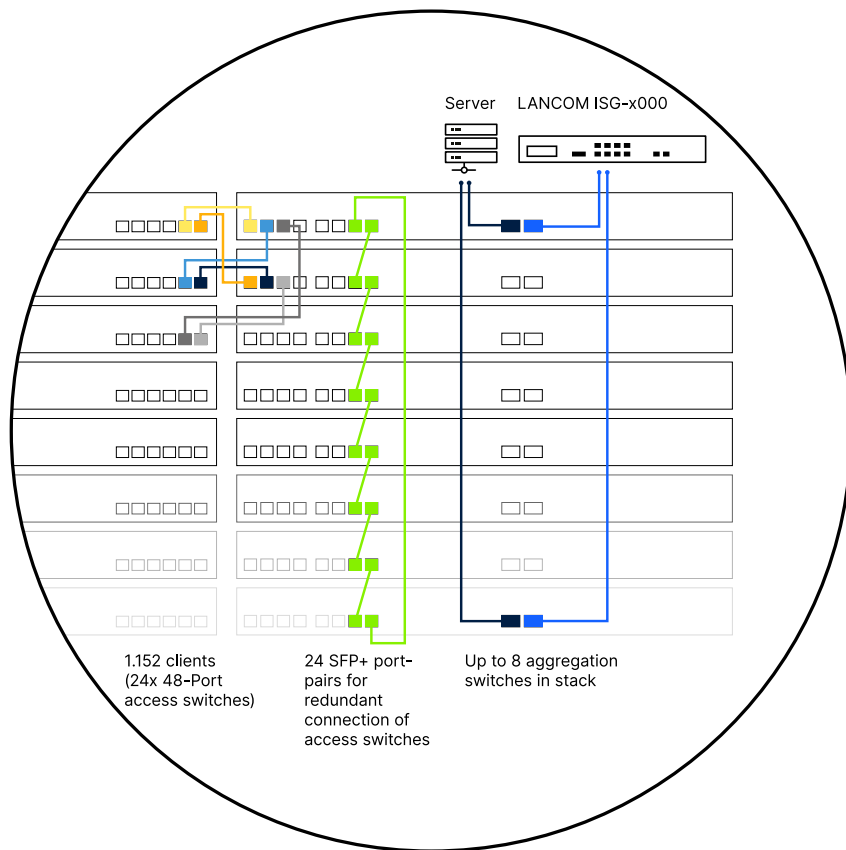 Server
LANCOM ISG-x000
1.152 clients
(24x 48-Port
access switches)
24 SFP+ port-
pairs for
redundant
connection of
access switches
Up to 8 aggregation
switches in stack